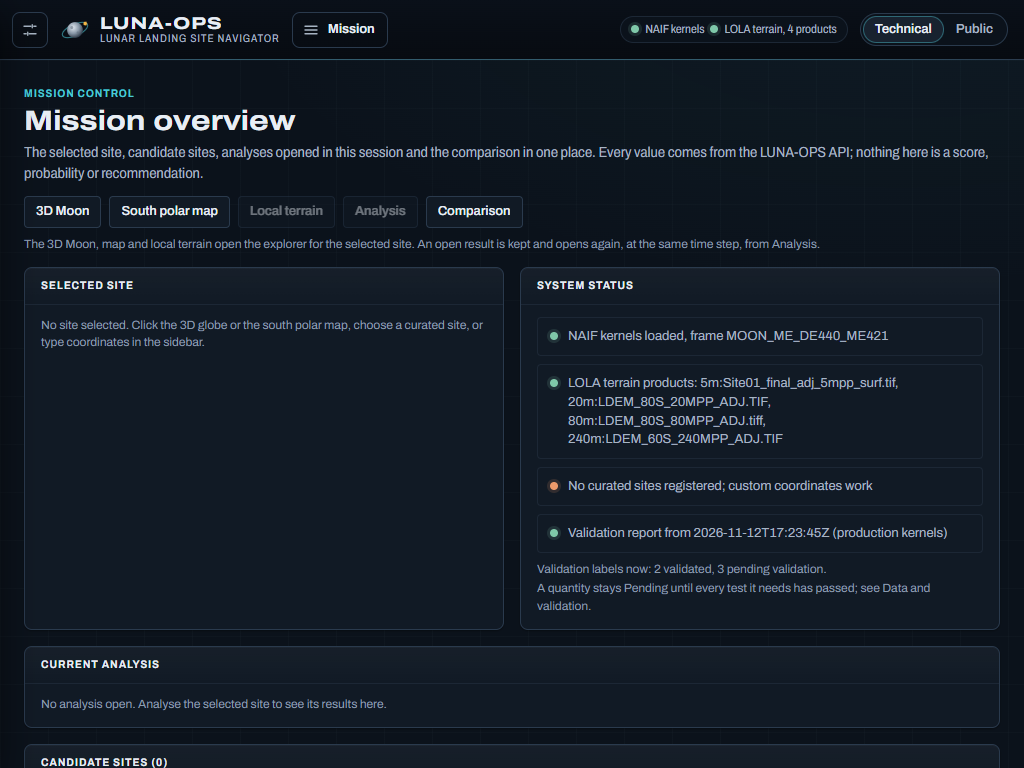 LUNA-OPS
LUNAR LANDING SITE NAVIGATOR
Mission
NAIF kernels
LOLA terrain, 4 products
Technical
Public
MISSION CONTROL
Mission overview
The selected site, candidate sites, analyses opened in this session and the comparison in one place. Every value comes from the LUNA-OPS API; nothing here is a score,
probability or recommendation.
3D Moon
South polar map
Local terrain
Analysis
Comparison
The 3D Moon, map and local terrain open the explorer for the selected site. An open result is kept and opens again, at the same time step, from Analysis.
SELECTED SITE
No site selected. Click the 3D globe or the south polar map, choose a curated site, or
type coordinates in the sidebar.
SYSTEM STATUS
NAIF kernels loaded, frame MOON_ME_DE440_ME421
LOLA terrain products: 5m:Site01_final_adj_5mpp_surf.tif,
20m:LDEM_80S_20MPP_ADJ.TIF,
80m:LDEM_80S_80MPP_ADJ.tiff,
240m:LDEM_60S_240MPP_ADJ.TIF
No curated sites registered; custom coordinates work
Validation report from 2026-11-12T17:23:45Z (production kernels)
Validation labels now: 2 validated, 3 pending validation.
A quantity stays Pending until every test it needs has passed; see Data and
validation.
CURRENT ANALYSIS
No analysis open. Analyse the selected site to see its results here.
CANDIDATE SITES (0)